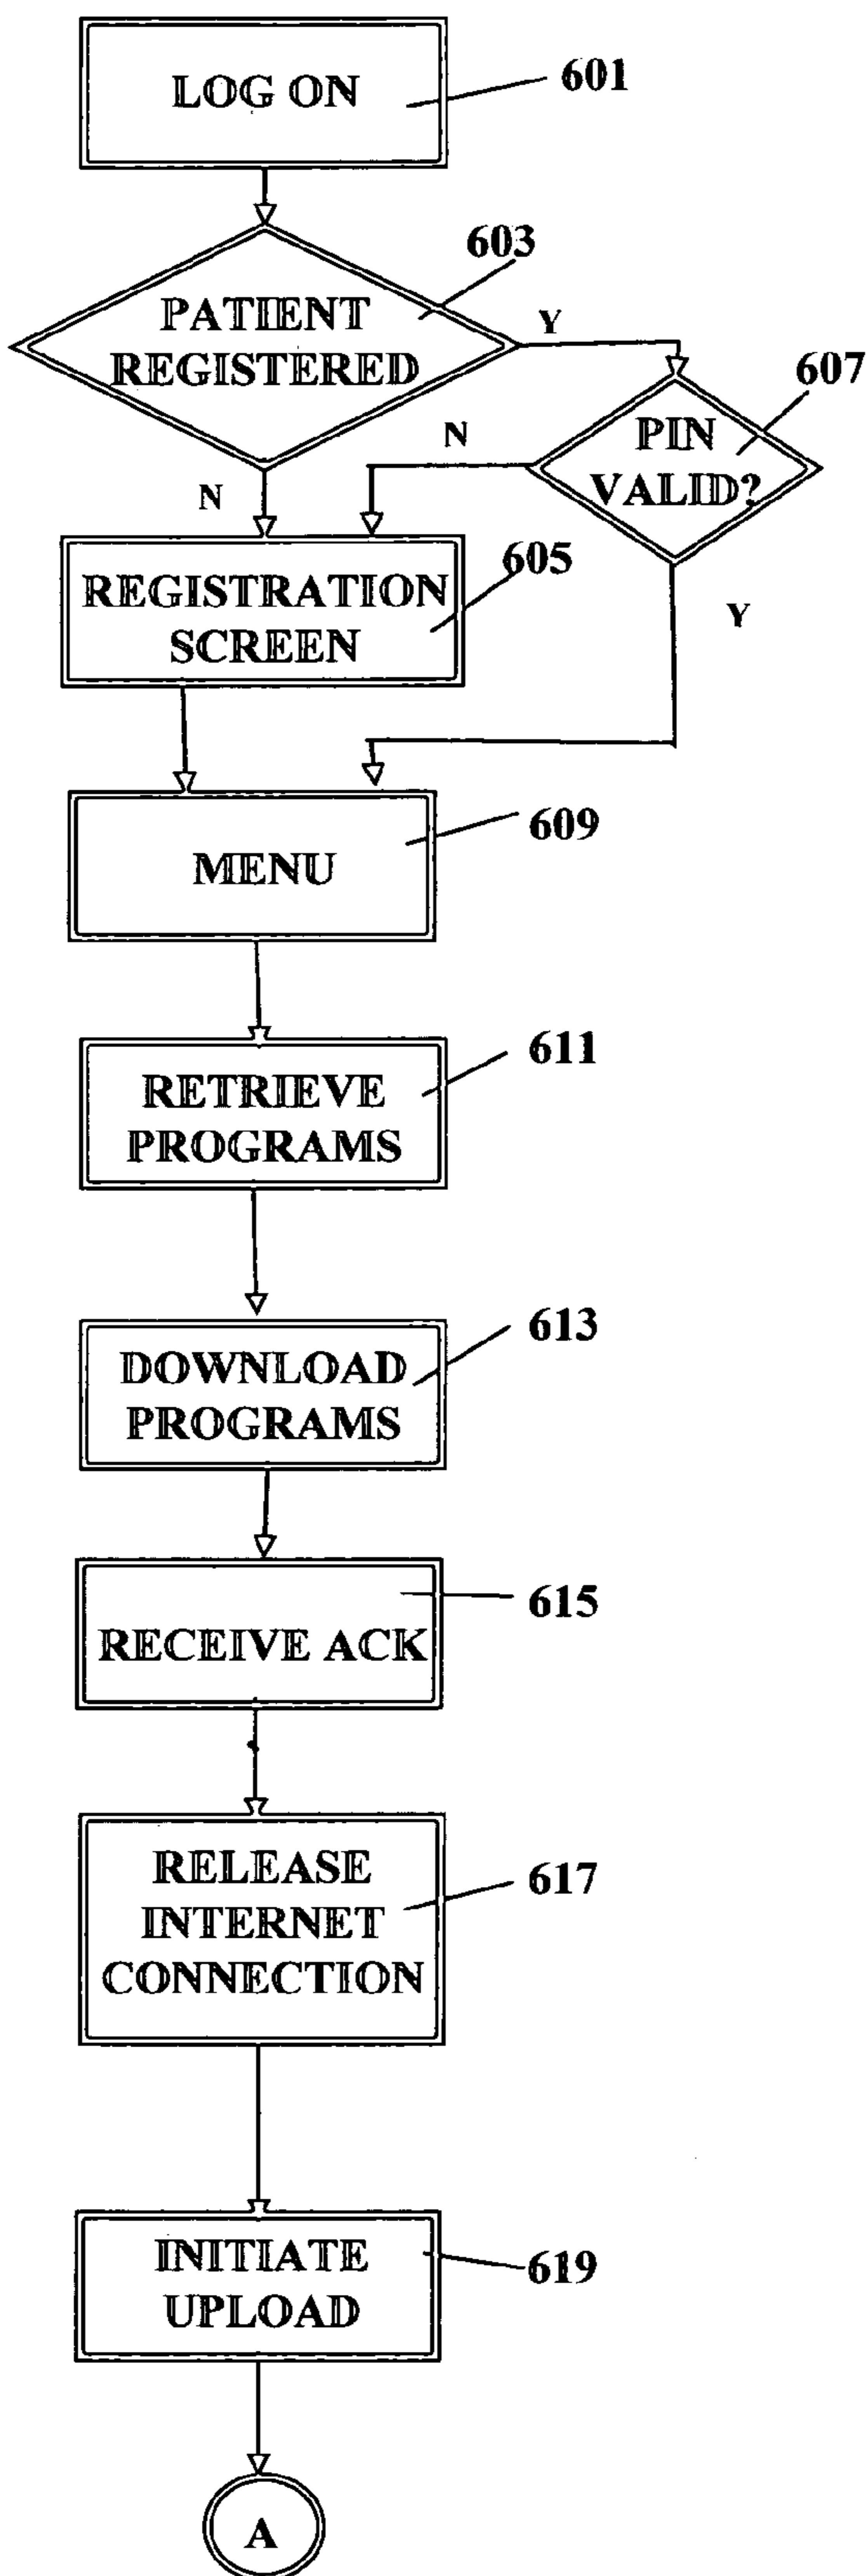 LOG ON
601
603
PATIENT
REGISTERED
Y
607
PIN
VALID?
N
N
605
REGISTRATION
SCREEN
Y
609
MENU
611
RETRIEVE
PROGRAMS
613
DOWNLOAD
PROGRAMS
615
RECEIVE ACK
617
RELEASE
INTERNET
CONNECTION
619
INITIATE
UPLOAD
A